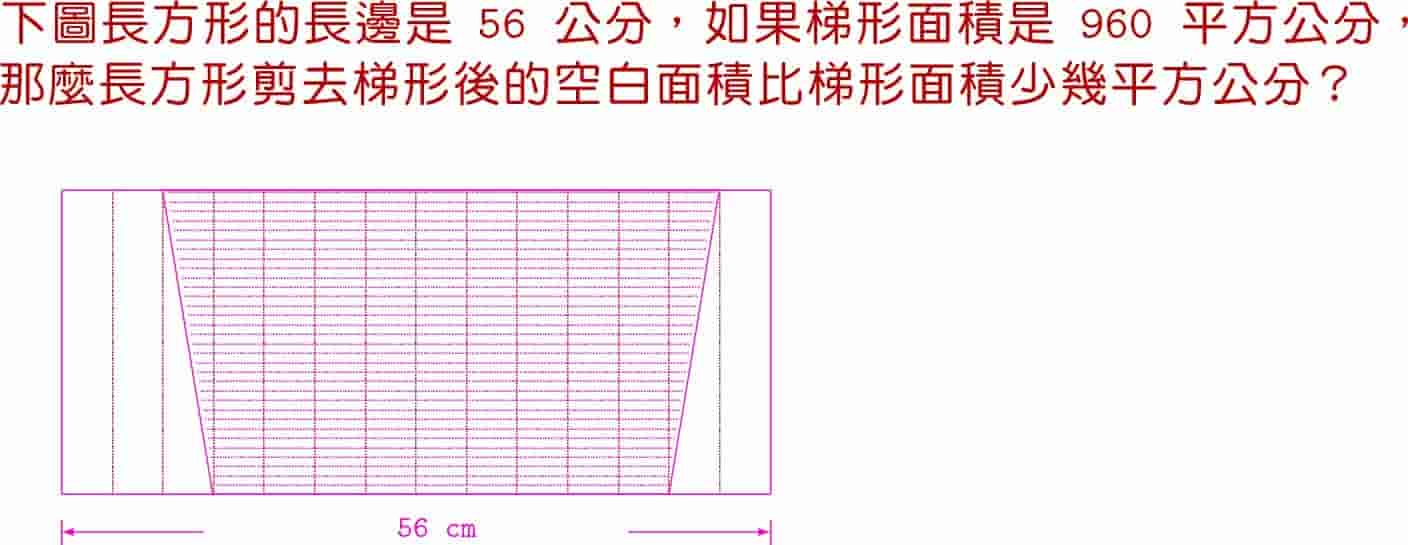 下圖長方形的長邊是 56 公分，如果梯形面積是 960 平方公分，
那麼長方形剪去梯形後的空白面積比梯形面積少幾平方公分？
56 cm